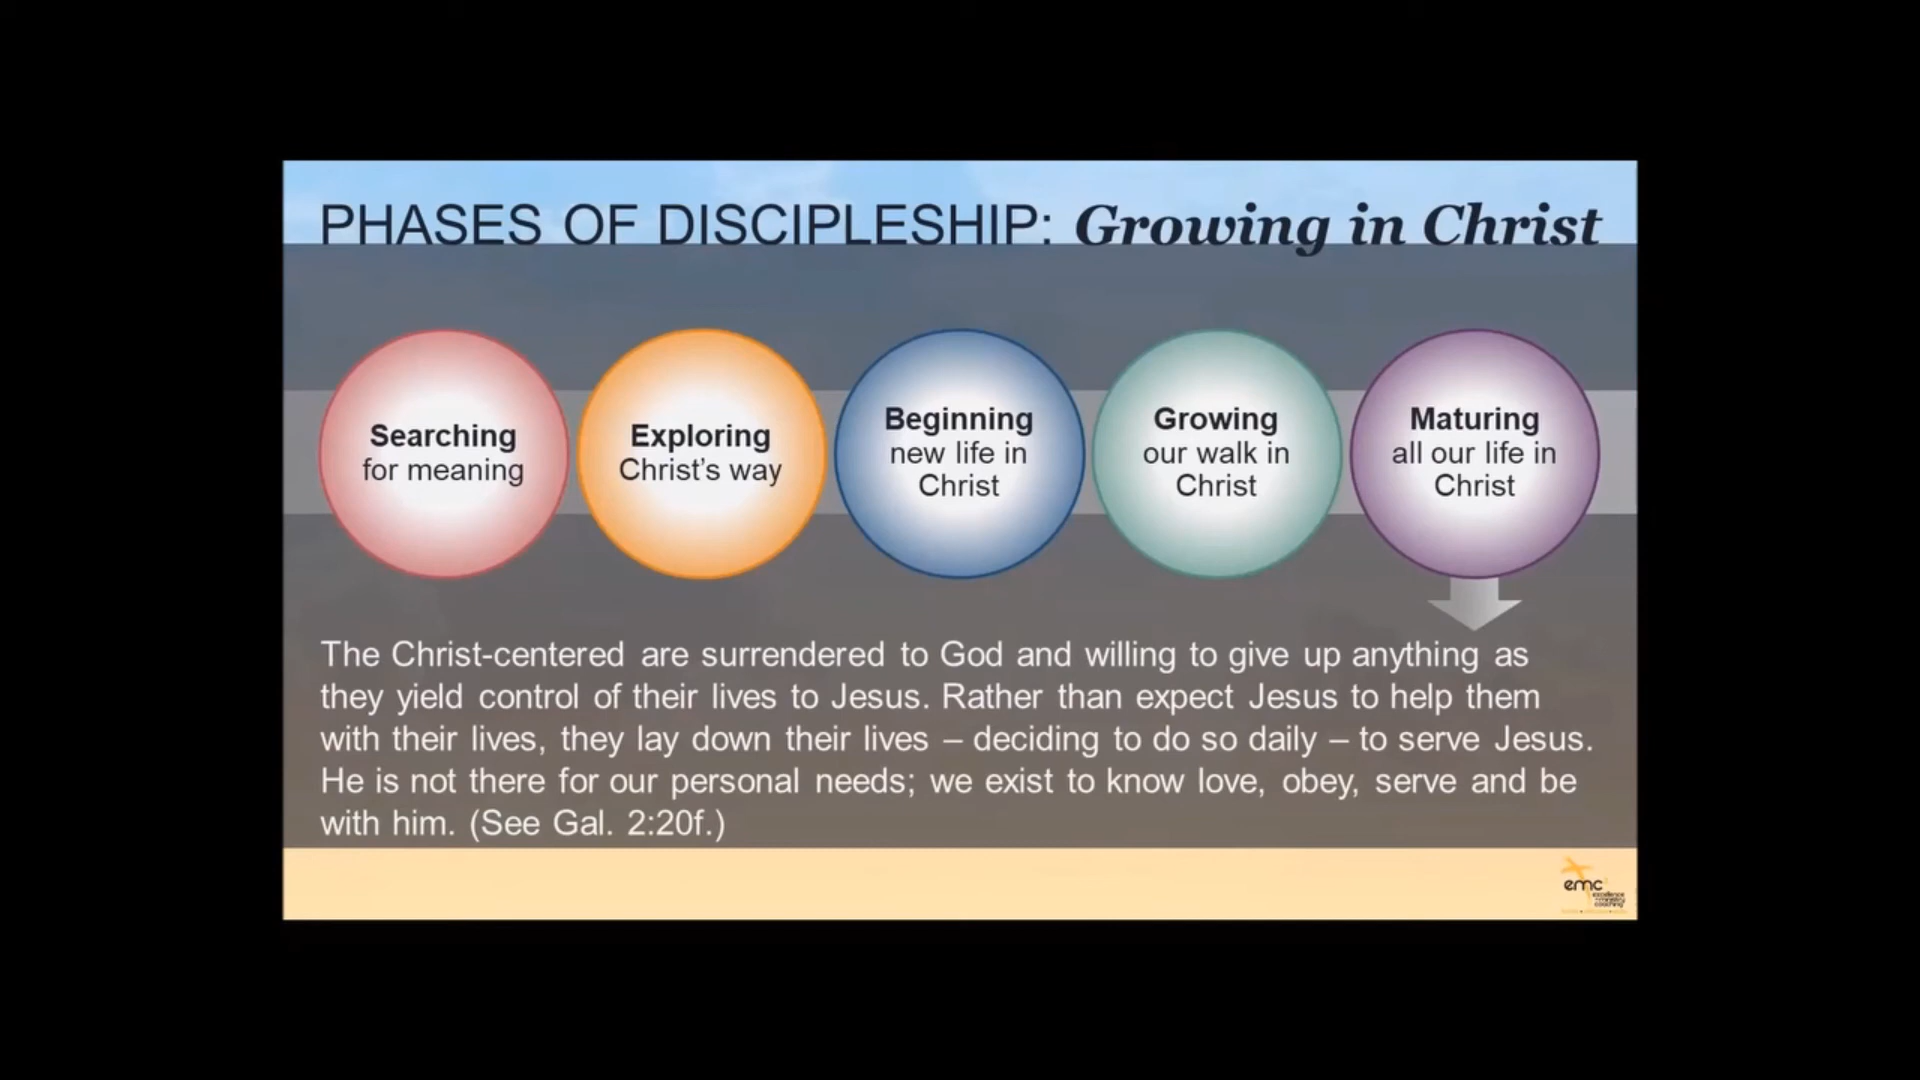 PHASES OF DISCIPLESHIP: Growing in Christ
Searching
for meaning
Exploring
Christ's way
Beginning
new life in
Christ
Growing
our walk in
Christ
Maturing
all our life in
Christ
The Christ-centered are surrendered to God and willing to give up anything as
they yield control of their lives to Jesus. Rather than expect Jesus to help them
with their lives, they lay down their lives – deciding to do so daily – to serve Jesus.
He is not there for our personal needs; we exist to know love, obey, serve and be
with him. (See Gal. 2:20f.)
emc
excellence
in ministry
coaching